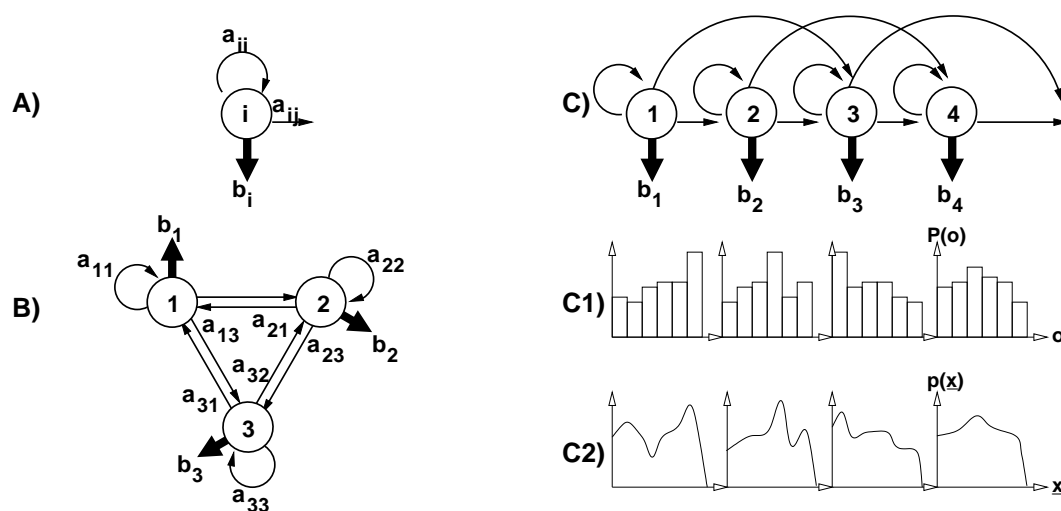 A)
a_ii
i
a_ij
b_i
B)
b_1
a_11
1
2
a_22
a_13
a_21
a_23
b_2
a_32
a_31
3
b_3
a_33
C)
1 2 3 4
b_1 b_2 b_3 b_4
C1)
P(o)
o
C2)
p(x)
x